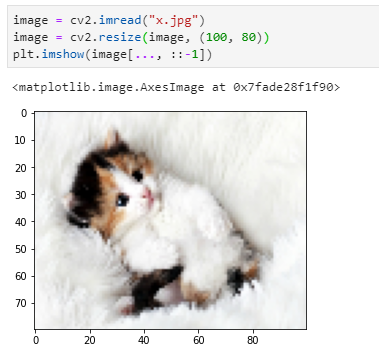 image = cv2.imread("x.jpg")
image = cv2.resize(image, (100, 80))
plt.imshow(image[..., ::-1])
<matplotlib.image.AxesImage at 0x7fade28f1f90>
0
10
20
30
40
50
60
70
0 20 40 60 80